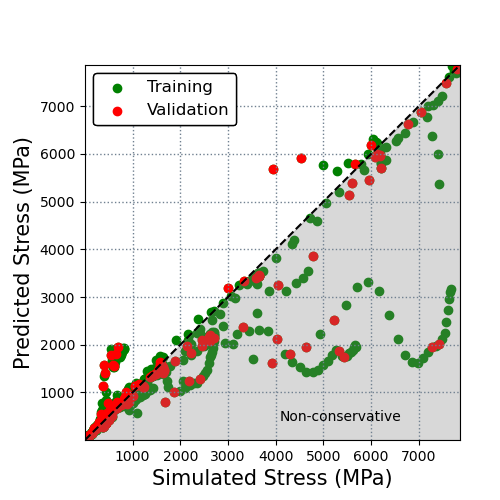 Training
Validation
7000
6000
5000
4000
3000
2000
1000
Predicted Stress (MPa)
Non-conservative
1000 2000 3000 4000 5000 6000 7000
Simulated Stress (MPa)